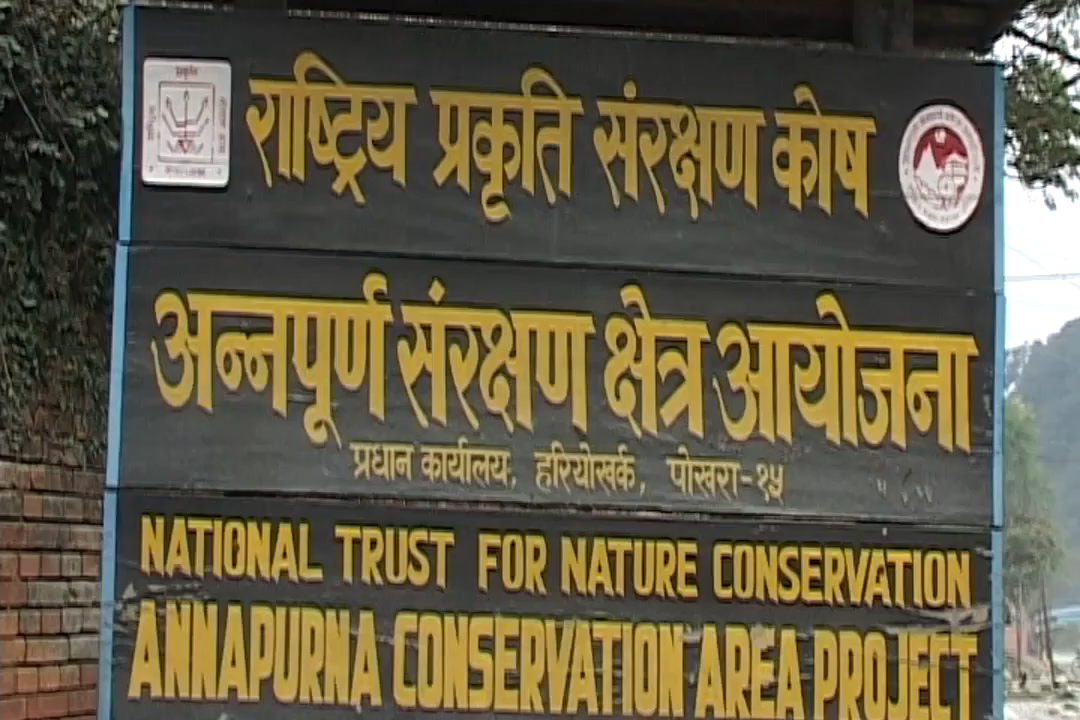 राष्ट्रिय प्रकृति संरक्षण कोष
अन्नपूर्ण संरक्षण क्षेत्र आयोजना
प्रधान कार्यालय, हरियोखर्क, पोखरा-१५
NATIONAL TRUST FOR NATURE CONSERVATION
ANNAPURNA CONSERVATION AREA PROJECT